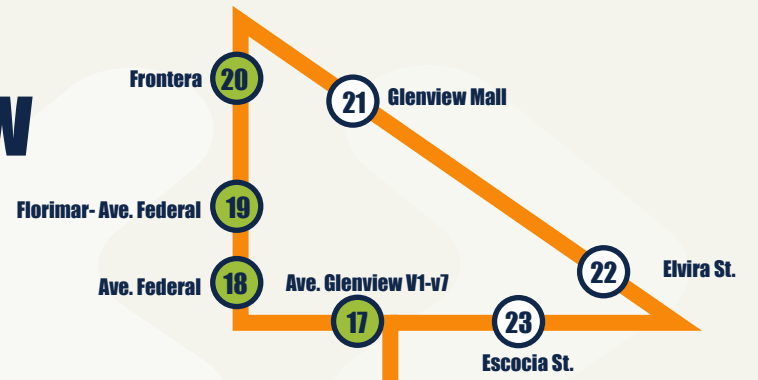 Frontera
20
21
Glenview Mall
W
Florimar- Ave. Federal
19
Ave. Federal
18
Ave. Glenview V1-v7
22
Elvira St.
17
23
Escocia St.